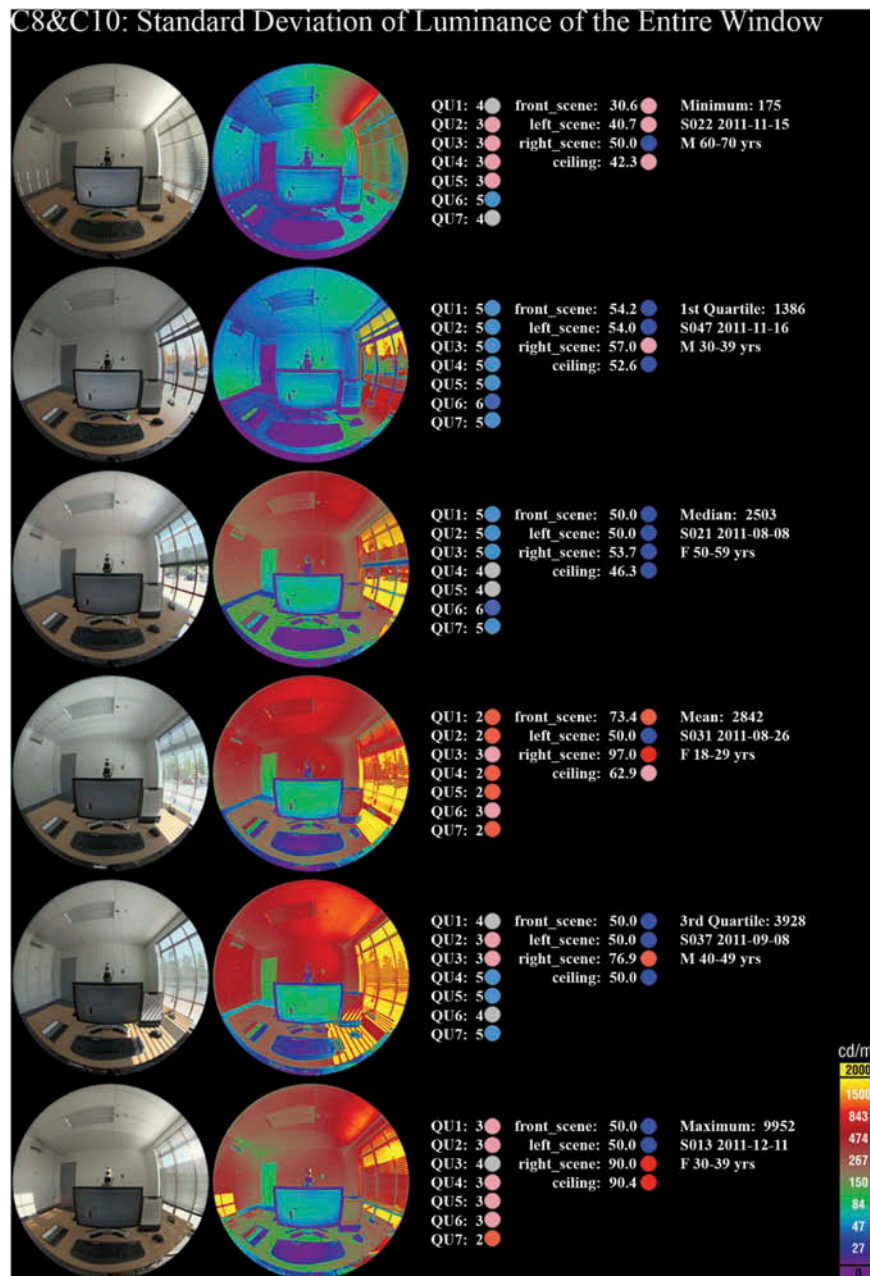 C8&C10: Standard Deviation of Luminance of the Entire Window
QU1: 4 front_scene: 30.6 Minimum: 175
QU2: 3 left_scene: 40.7 S022 2011-11-15
QU3: 3 right_scene: 50.0 M 60-70 yrs
QU4: 3 ceiling: 42.3
QU5: 3
QU6: 5
QU7: 4
QU1: 5 front_scene: 54.2 1st Quartile: 1386
QU2: 5 left_scene: 54.0 S047 2011-11-16
QU3: 5 right_scene: 57.0 M 30-39 yrs
QU4: 5 ceiling: 52.6
QU5: 5
QU6: 6
QU7: 5
QU1: 5 front_scene: 50.0 Median: 2503
QU2: 5 left_scene: 50.0 S021 2011-08-08
QU3: 5 right_scene: 53.7 F 50-59 yrs
QU4: 4 ceiling: 46.3
QU5: 4
QU6: 6
QU7: 5
QU1: 2 front_scene: 73.4 Mean: 2842
QU2: 2 left_scene: 50.0 S031 2011-08-26
QU3: 3 right_scene: 97.0 F 18-29 yrs
QU4: 2 ceiling: 62.9
QU5: 2
QU6: 3
QU7: 2
QU1: 4 front_scene: 50.0 3rd Quartile: 3928
QU2: 3 left_scene: 50.0 S037 2011-09-08
QU3: 3 right_scene: 76.9 M 40-49 yrs
QU4: 5 ceiling: 50.0
QU5: 5
QU6: 4
QU7: 5
QU1: 3 front_scene: 50.0 Maximum: 9952
QU2: 3 left_scene: 50.0 S013 2011-12-11
QU3: 4 right_scene: 90.0 F 30-39 yrs
QU4: 3 ceiling: 90.4
QU5: 3
QU6: 3
QU7: 2
cd/m
2000
1500
843
474
267
150
84
47
27
0